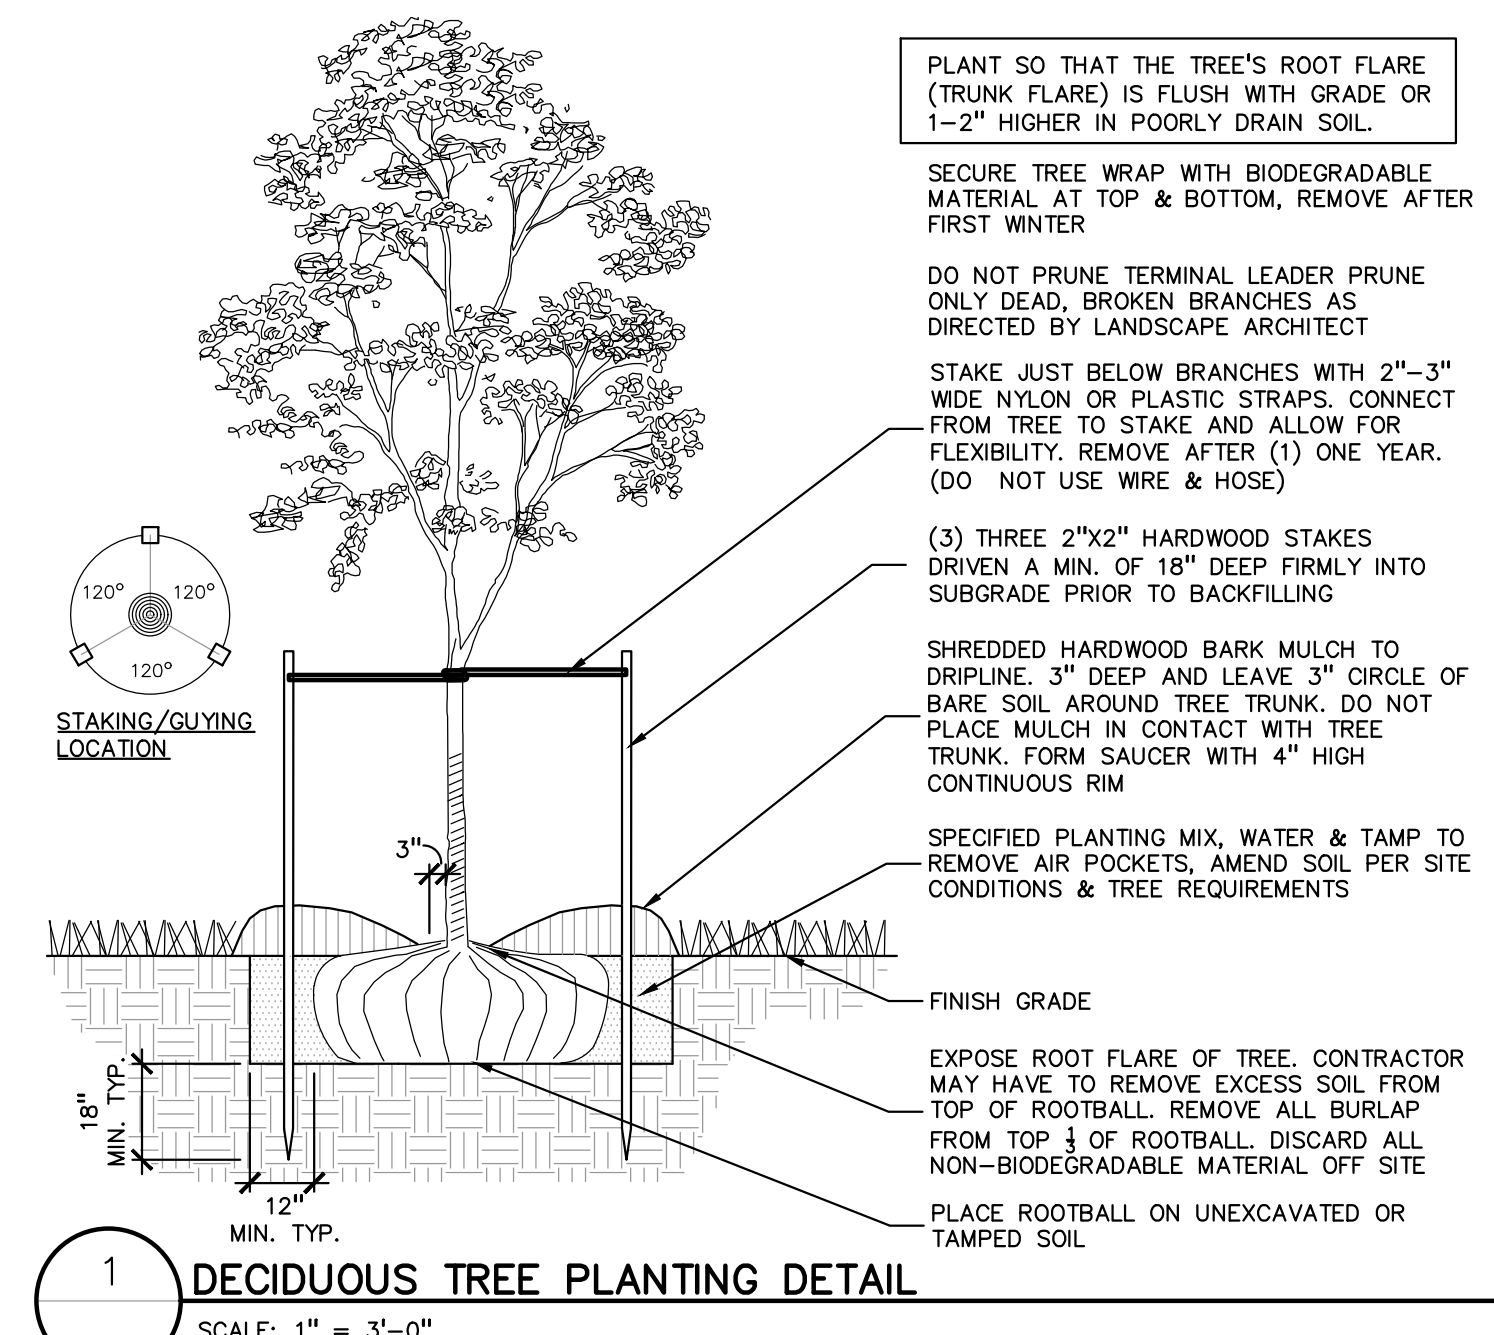 PLANT SO THAT THE TREE'S ROOT FLARE
(TRUNK FLARE) IS FLUSH WITH GRADE OR
1-2" HIGHER IN POORLY DRAIN SOIL.
SECURE TREE WRAP WITH BIODEGRADABLE
MATERIAL AT TOP & BOTTOM, REMOVE AFTER
FIRST WINTER
DO NOT PRUNE TERMINAL LEADER PRUNE
ONLY DEAD, BROKEN BRANCHES AS
DIRECTED BY LANDSCAPE ARCHITECT
STAKE JUST BELOW BRANCHES WITH 2"-3"
WIDE NYLON OR PLASTIC STRAPS. CONNECT
FROM TREE TO STAKE AND ALLOW FOR
FLEXIBILITY. REMOVE AFTER (1) ONE YEAR.
(DO NOT USE WIRE & HOSE)
(3) THREE 2"X2" HARDWOOD STAKES
DRIVEN A MIN. OF 18" DEEP FIRMLY INTO
SUBGRADE PRIOR TO BACKFILLING
SHREDDED HARDWOOD BARK MULCH TO
DRIPLINE. 3" DEEP AND LEAVE 3" CIRCLE OF
BARE SOIL AROUND TREE TRUNK. DO NOT
PLACE MULCH IN CONTACT WITH TREE
TRUNK. FORM SAUCER WITH 4" HIGH
CONTINUOUS RIM
SPECIFIED PLANTING MIX, WATER & TAMP TO
REMOVE AIR POCKETS, AMEND SOIL PER SITE
CONDITIONS & TREE REQUIREMENTS
FINISH GRADE
EXPOSE ROOT FLARE OF TREE. CONTRACTOR
MAY HAVE TO REMOVE EXCESS SOIL FROM
TOP OF ROOTBALL. REMOVE ALL BURLAP
FROM TOP 1/3 OF ROOTBALL. DISCARD ALL
NON-BIODEGRADABLE MATERIAL OFF SITE
PLACE ROOTBALL ON UNEXCAVATED OR
TAMPED SOIL
120° 120°
120°
STAKING/GUYING
LOCATION
3"
18"
MIN. TYP.
12"
MIN. TYP.
1
DECIDUOUS TREE PLANTING DETAIL
SCALE: 1" = 3'-0"